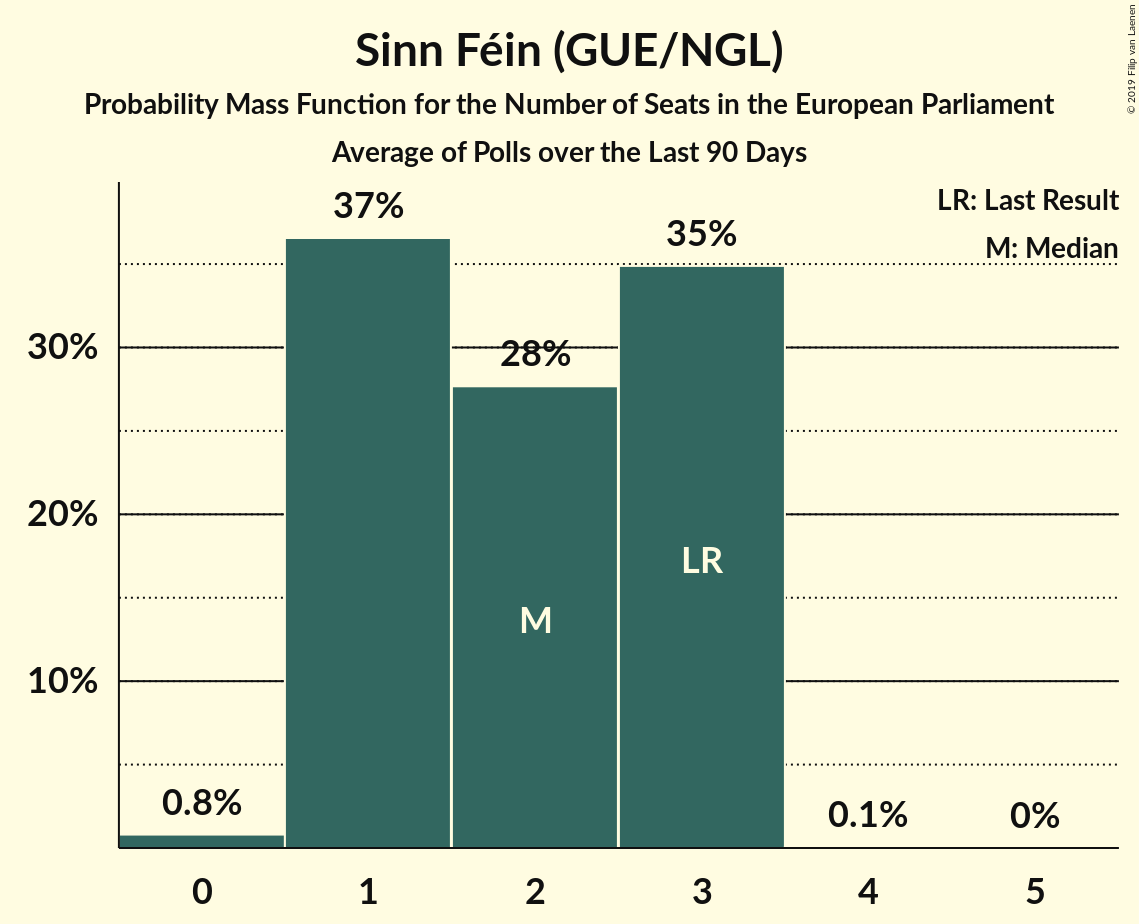 Sinn Féin (GUE/NGL)
Probability Mass Function for the Number of Seats in the European Parliament
Average of Polls over the Last 90 Days
© 2019 Filip van Laenen
LR: Last Result
M: Median
37%
35%
28%
30%
20%
10%
LR
M
0.8%
0.1%
0%
0 1 2 3 4 5